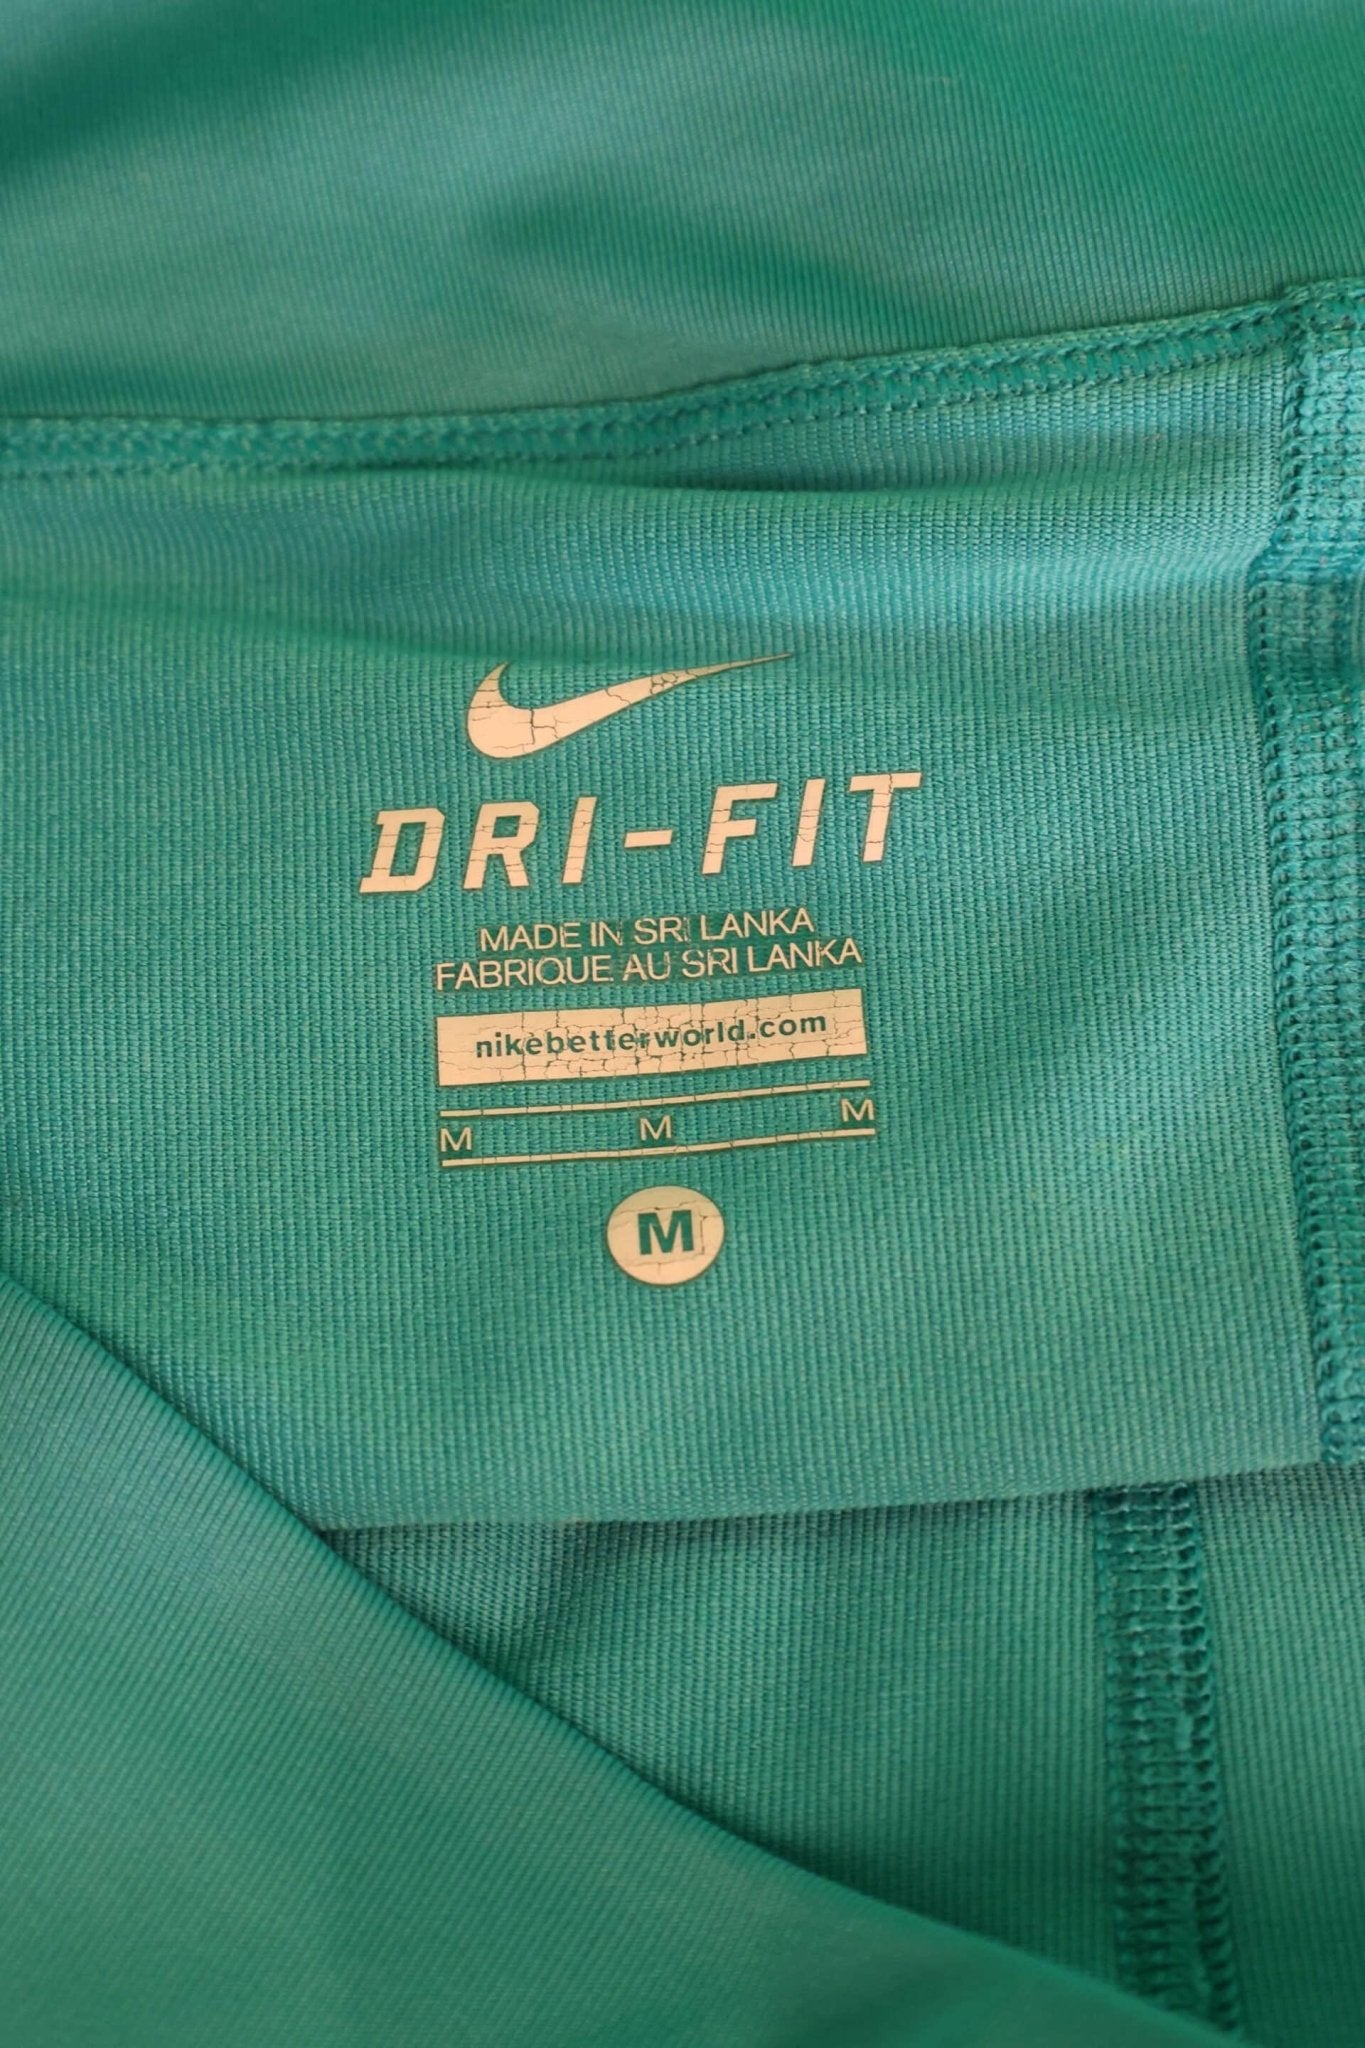 DRI-FIT
MADE IN SRI LANKA
FABRIQUE AU SRI LANKA
nikebetterworld.com
M M M
M